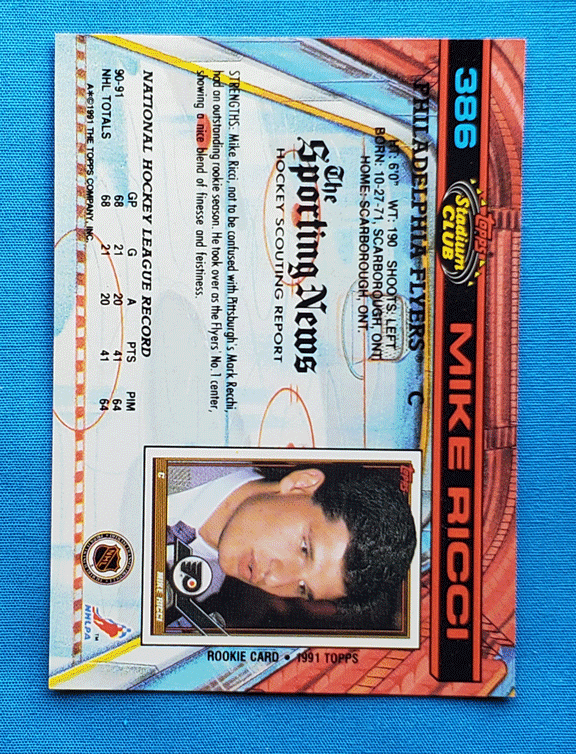 386
Topps
Stadium
CLUB
MIKE RICCI
PHILADELPHIA FLYERS C
HT: 6'0" WT: 190 SHOOTS: LEFT
BORN: 10-27-71, SCARBOROUGH, ONT.
HOME: SCARBOROUGH, ONT.
The
Sporting News
HOCKEY SCOUTING REPORT
STRENGTHS: Mike Ricci, not to be confused with Pittsburgh's Mark Recchi,
had an outstanding rookie season. He took over as the Flyers' No. 1 center,
showing a nice blend of finesse and feistiness.
NATIONAL HOCKEY LEAGUE RECORD
GP G A PTS PIM
90-91 68 21 20 41 64
NHL TOTALS 68 21 20 41 64
A*©1991 THE TOPPS COMPANY, INC.
Topps
C
MIKE RICCI
ROOKIE CARD • 1991 TOPPS
NHL
NHLPA
TM